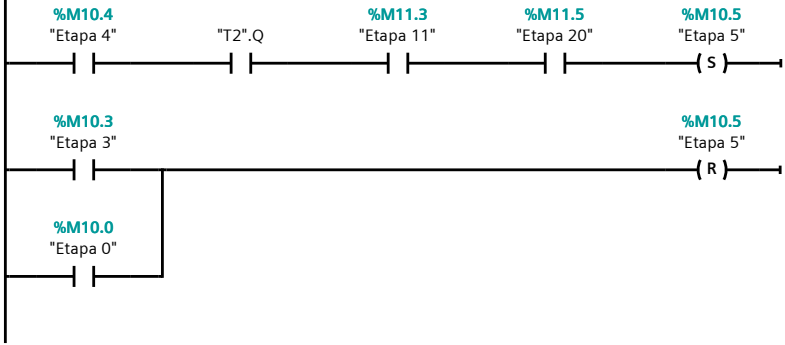 %M10.4 %M11.3 %M11.5 %M10.5
"Etapa 4" "T2".Q "Etapa 11" "Etapa 20" "Etapa 5"
S
%M10.3 %M10.5
"Etapa 3" "Etapa 5"
R
%M10.0
"Etapa 0"